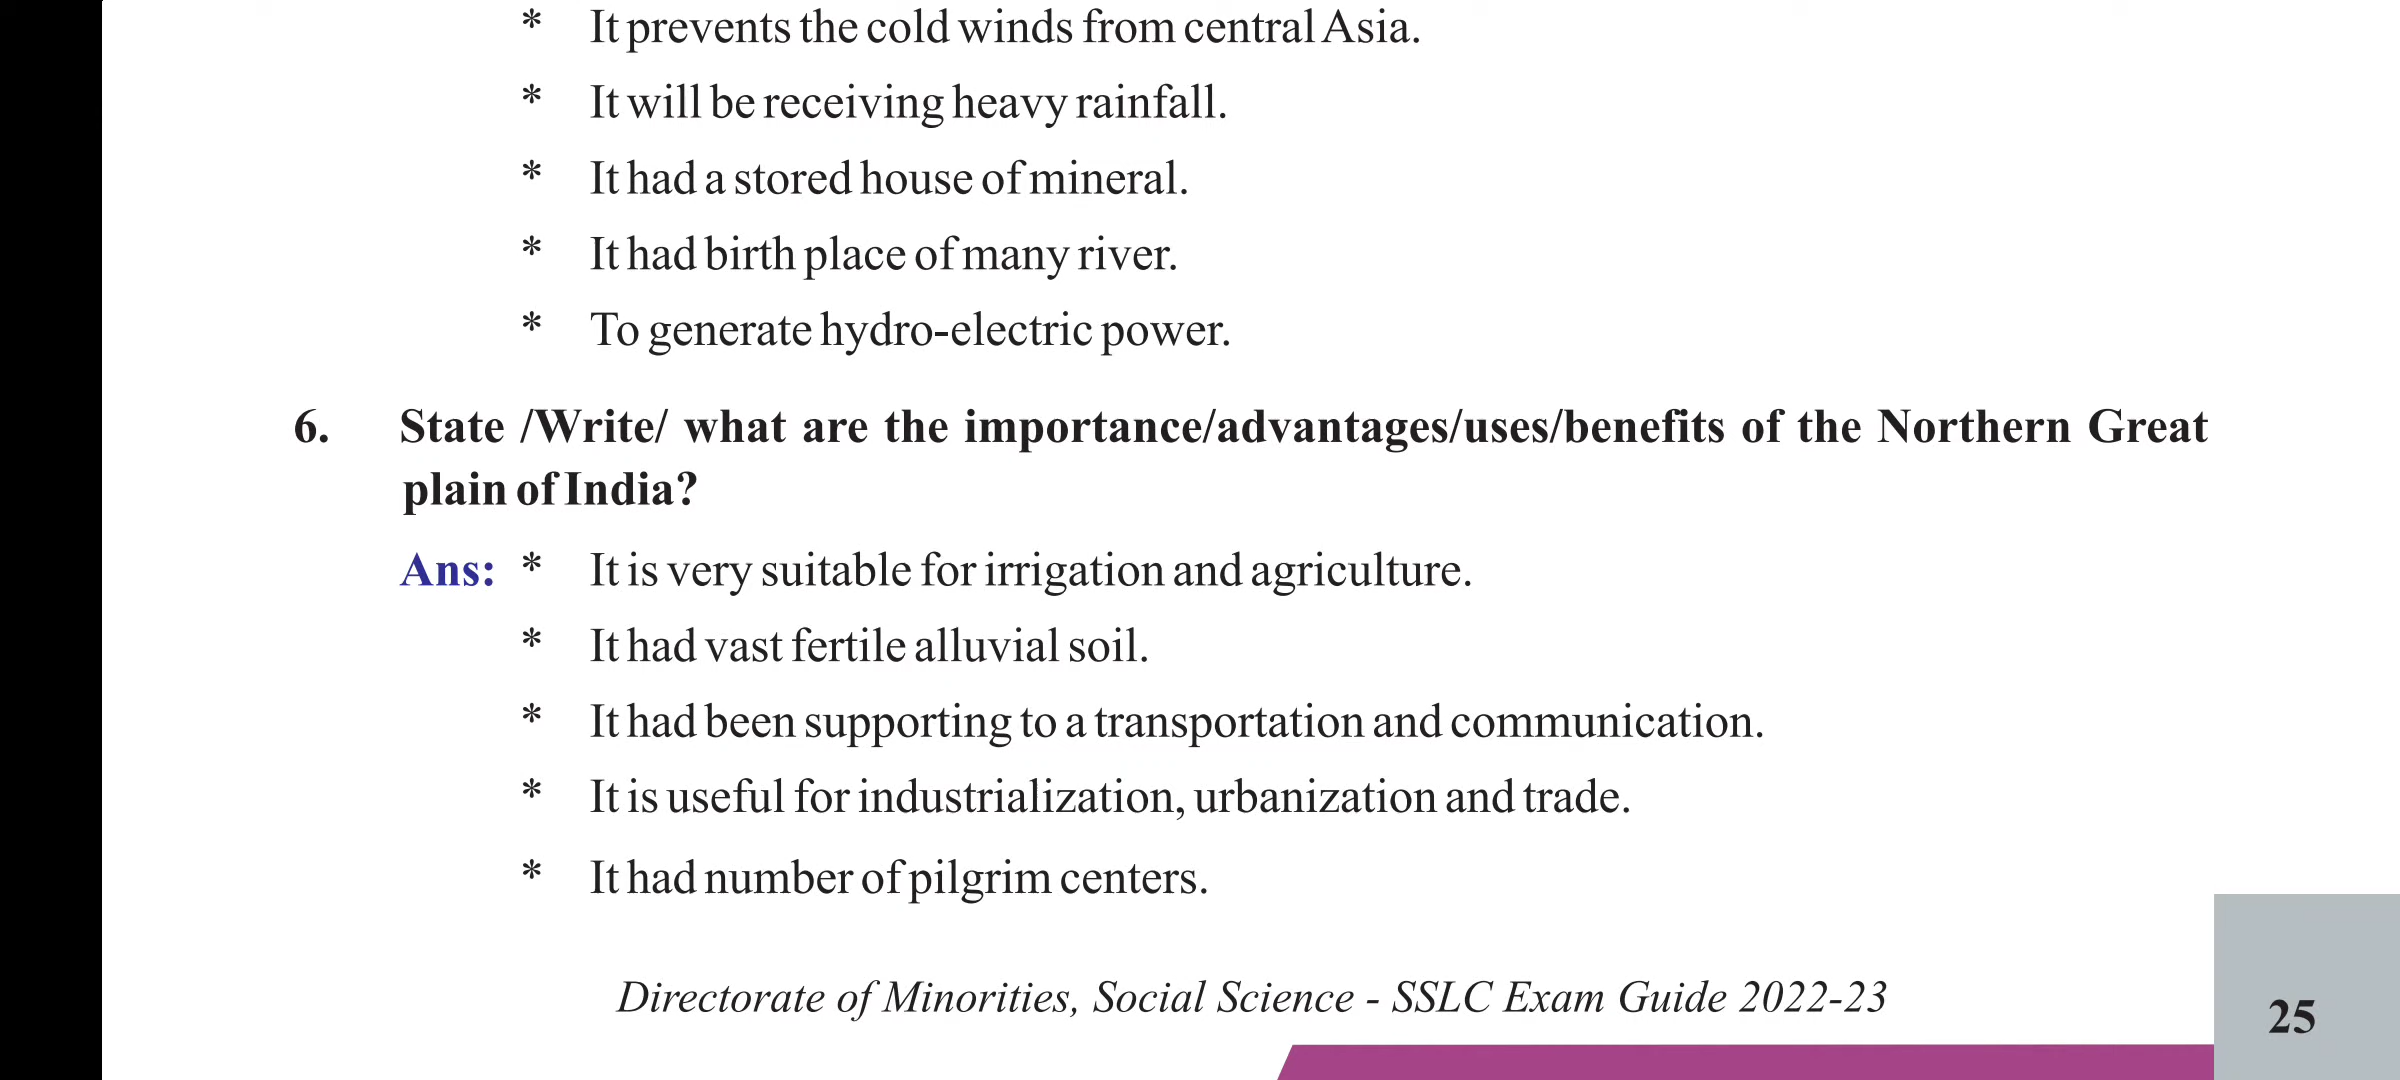 * It prevents the cold winds from central Asia.
* It will be receiving heavy rainfall.
* It had a stored house of mineral.
* It had birth place of many river.
* To generate hydro-electric power.
6. State /Write/ what are the importance/advantages/uses/benefits of the Northern Great
plain of India?
Ans: * It is very suitable for irrigation and agriculture.
* It had vast fertile alluvial soil.
* It had been supporting to a transportation and communication.
* It is useful for industrialization, urbanization and trade.
* It had number of pilgrim centers.
Directorate of Minorities, Social Science - SSLC Exam Guide 2022-23
25